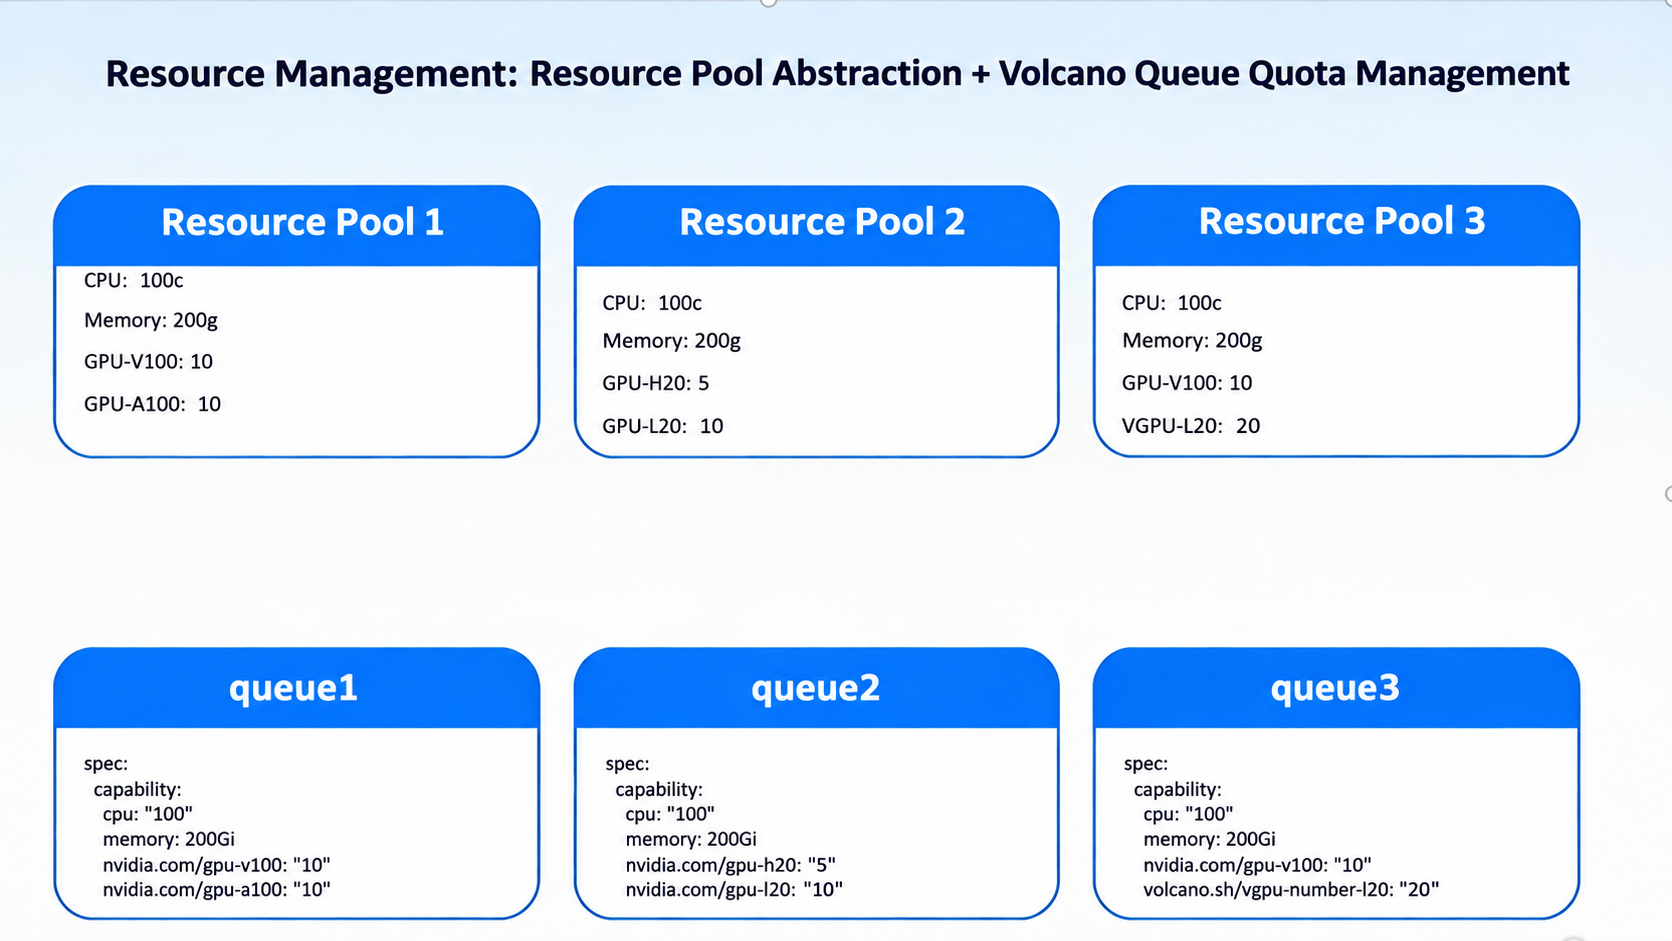 Resource Management: Resource Pool Abstraction + Volcano Queue Quota Management
Resource Pool 1
CPU: 100c
Memory: 200g
GPU-V100: 10
GPU-A100: 10
Resource Pool 2
CPU: 100c
Memory: 200g
GPU-H20: 5
GPU-L20: 10
Resource Pool 3
CPU: 100c
Memory: 200g
GPU-V100: 10
VGPU-L20: 20
queue1
spec:
capability:
cpu: "100"
memory: 200Gi
nvidia.com/gpu-v100: "10"
nvidia.com/gpu-a100: "10"
queue2
spec:
capability:
cpu: "100"
memory: 200Gi
nvidia.com/gpu-h20: "5"
nvidia.com/gpu-l20: "10"
queue3
spec:
capability:
cpu: "100"
memory: 200Gi
nvidia.com/gpu-v100: "10"
volcano.sh/vgpu-number-l20: "20"